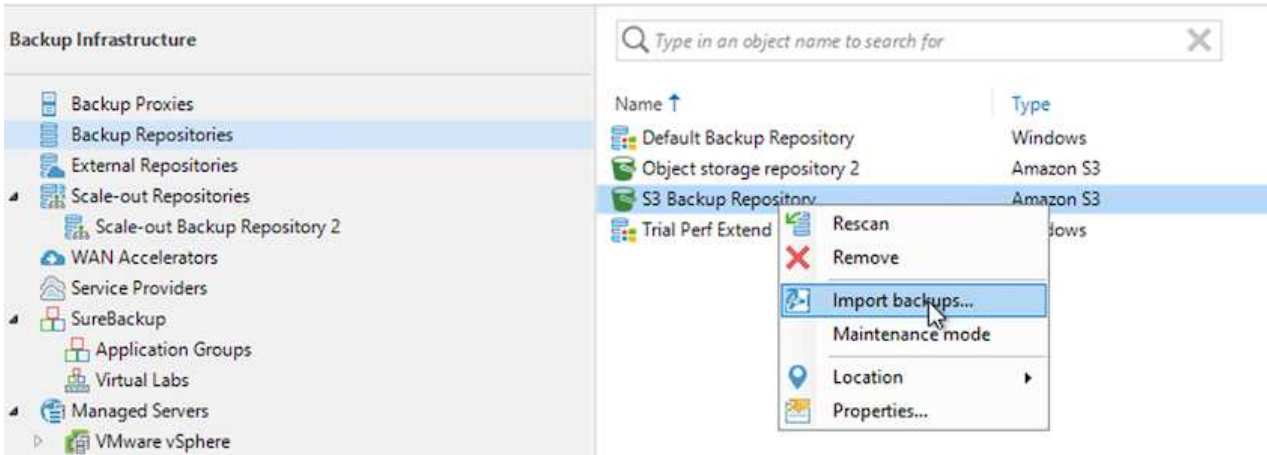 Backup Infrastructure
Type in an object name to search for
Backup Proxies
Backup Repositories
External Repositories
Scale-out Repositories
Scale-out Backup Repository 2
WAN Accelerators
Service Providers
SureBackup
Application Groups
Virtual Labs
Managed Servers
VMware vSphere
Name Type
Default Backup Repository Windows
Object storage repository 2 Amazon S3
S3 Backup Repository Amazon S3
Trial Perf Extend dows
Rescan
Remove
Import backups...
Maintenance mode
Location
Properties...